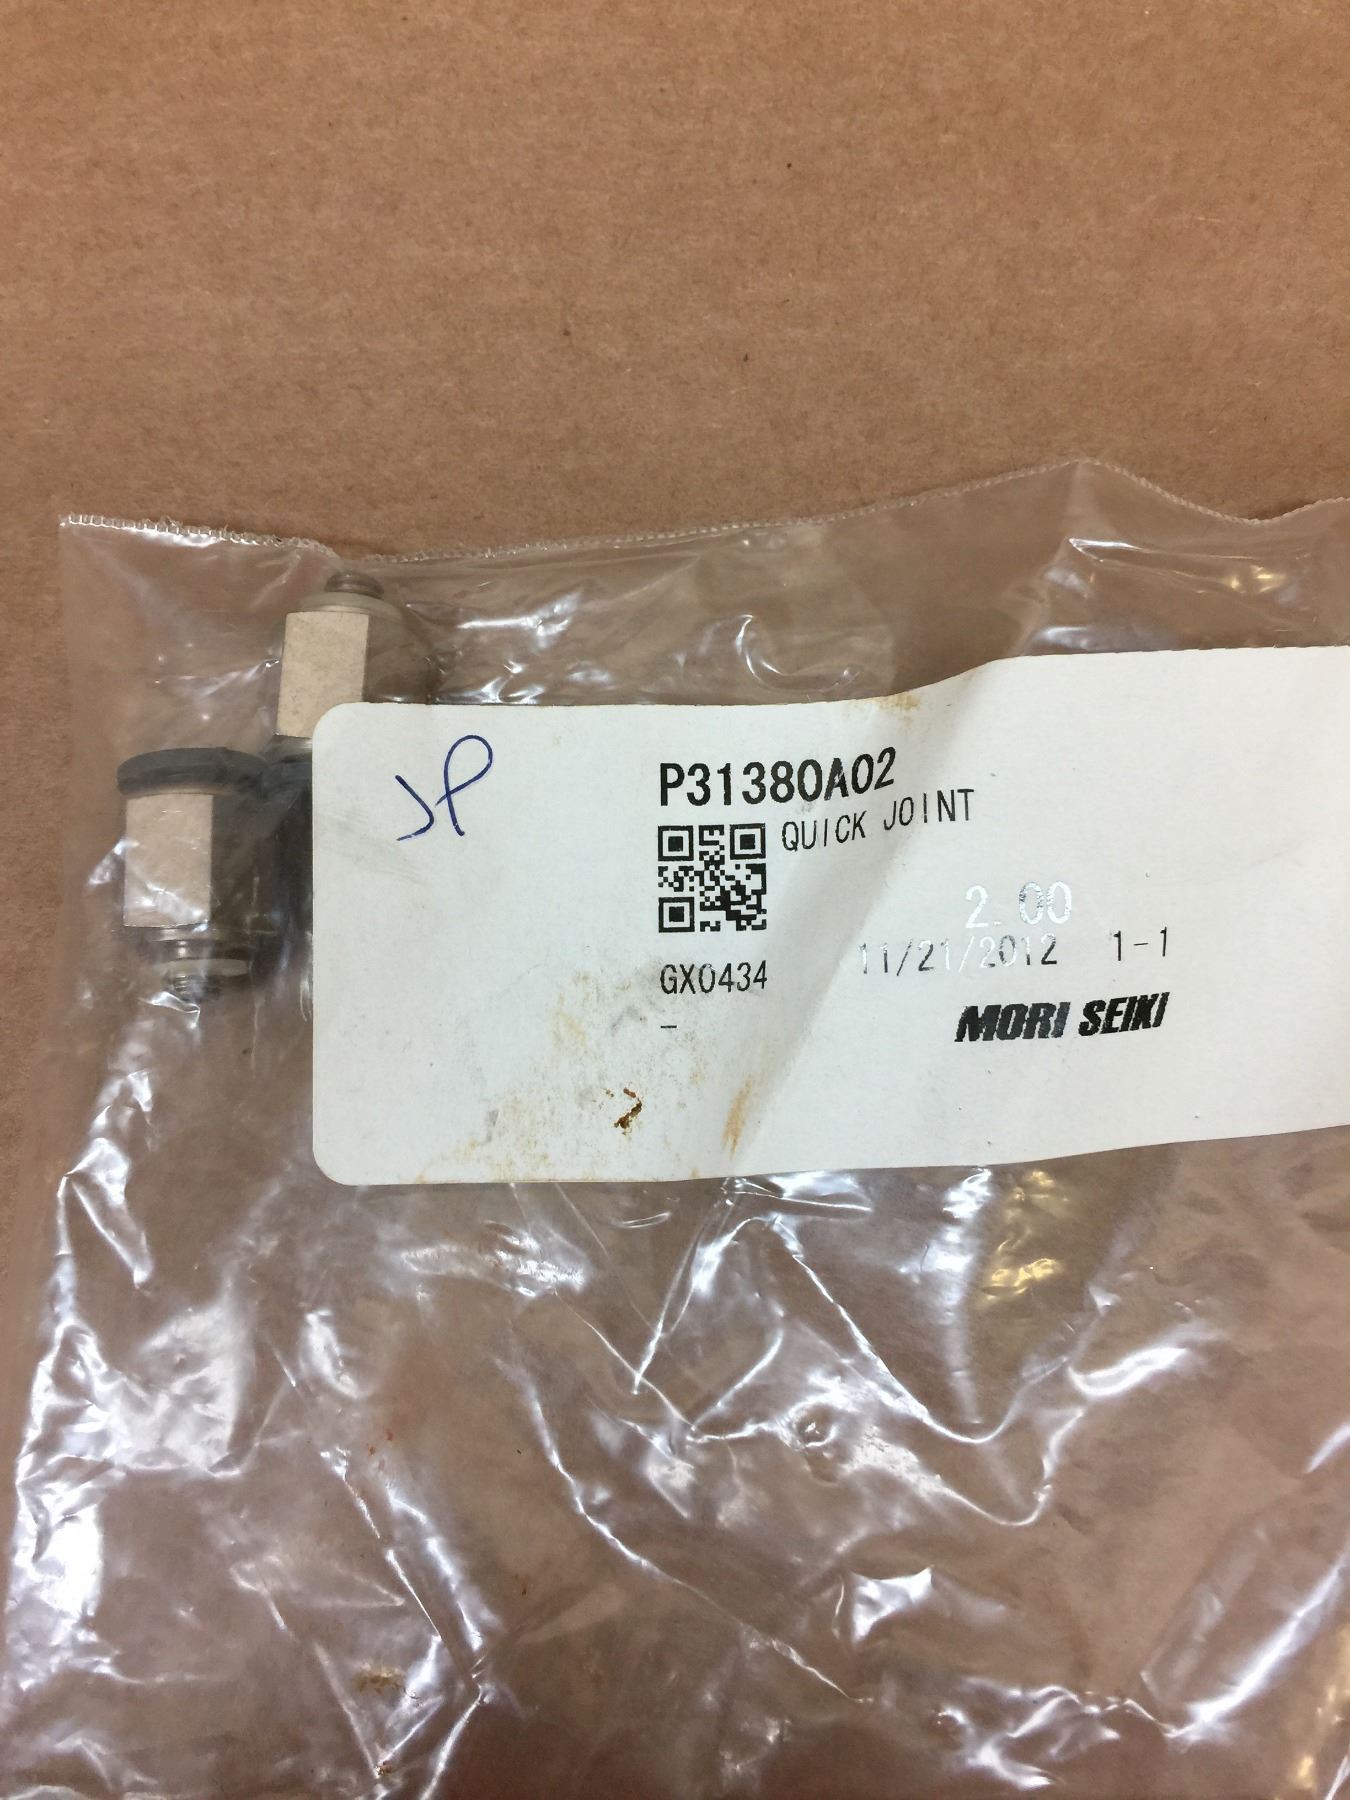 JP
P31380A02
QUICK JOINT
2.00
11/21/2012 1-1
GX0434
-
MORI SEIKI